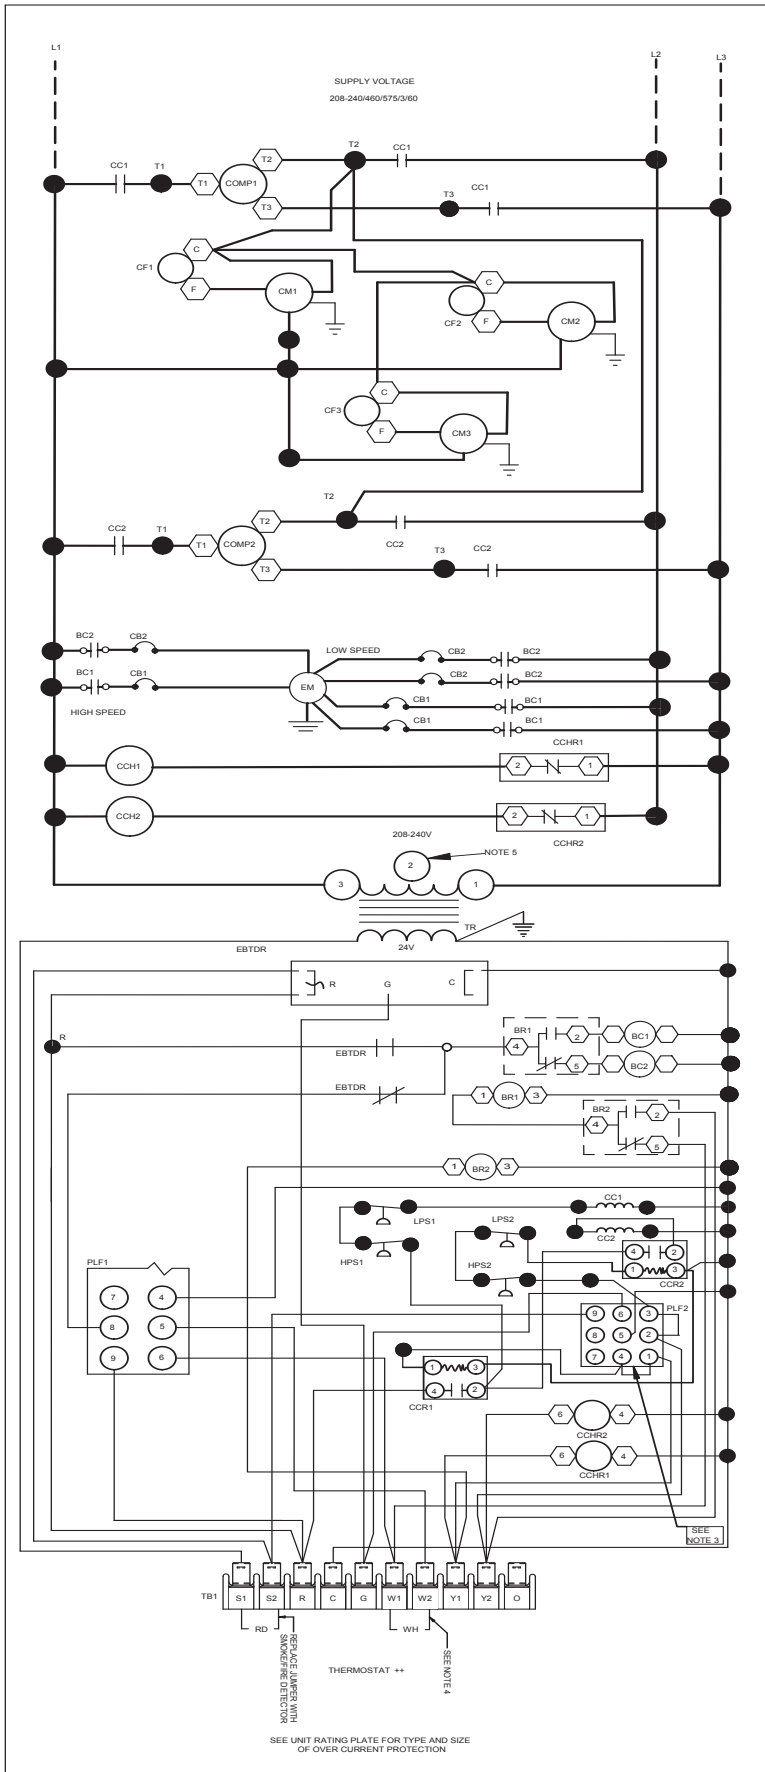 L1
L2
L3
SUPPLY VOLTAGE
208-240/460/575/3/60
CC1 T1 T1 COMP1 T2 T2 CC1
T3 T3 CC1
C
CF1 F CM1
C
CF2 F CM2
C
CF3 F CM3
T2
CC2 T1 T1 COMP2 T2 CC2
T3 T3 CC2
BC2 CB2 LOW SPEED CB2 BC2
BC1 CB1 EM CB2 BC2
HIGH SPEED CB1 BC1
CB1 BC1
CCHR1
CCH1 2 1
CCH2 2 1
CCHR2
208-240V
2 NOTE 5
3 1
TR
EBTDR 24V
R G C
R
EBTDR 4 BR1 2 BC1
5 BC2
EBTDR 1 BR1 3
BR2 4 2
5
1 BR2 3
LPS1 CC1
LPS2 CC2
HPS1 4 2
HPS2 1 3
CCR2
PLF1
7 4
8 5
9 6
PLF2
9 6 3
8 5 2
7 4 1
1 3
4 2
CCR1
6 4
CCHR2
6 4
CCHR1
SEE
NOTE 3
TB1 S1 S2 R C G W1 W2 Y1 Y2 O
RD WH
REPLACE JUMPER WITH
SMOKE/FIRE DETECTOR
SEE NOTE 4
THERMOSTAT ++
SEE UNIT RATING PLATE FOR TYPE AND SIZE
OF OVER CURRENT PROTECTION